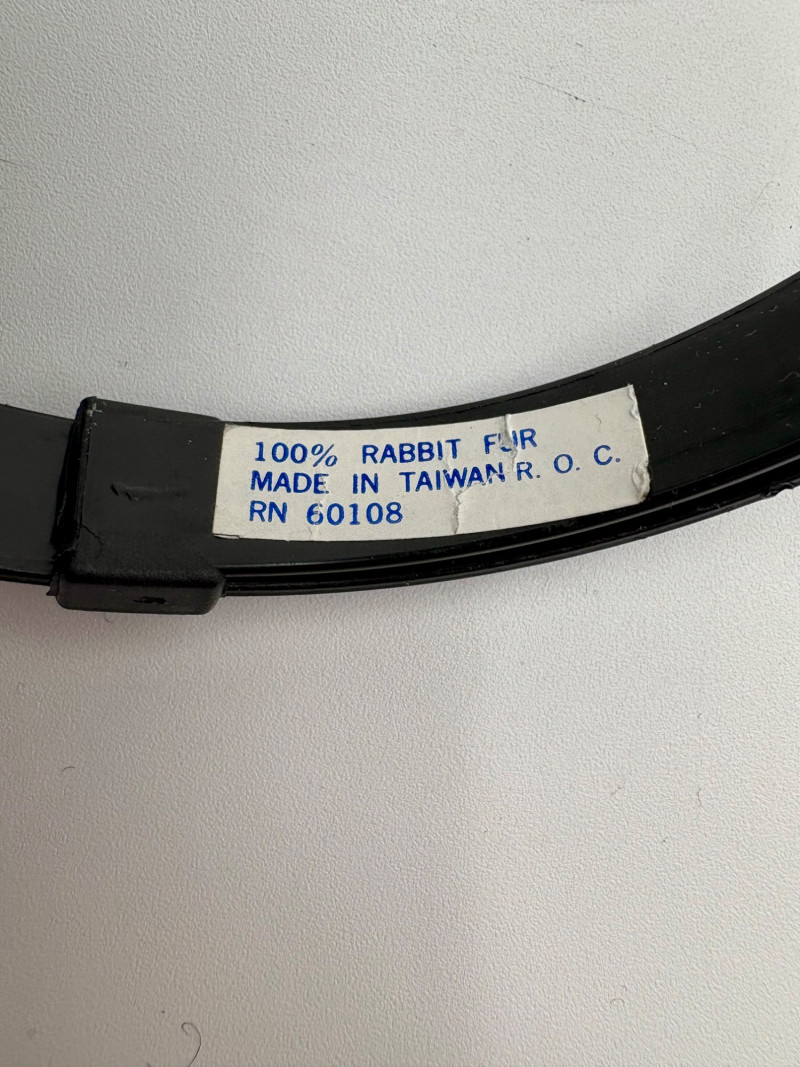 100% RABBIT FUR
MADE IN TAIWAN R. O. C.
RN 60108